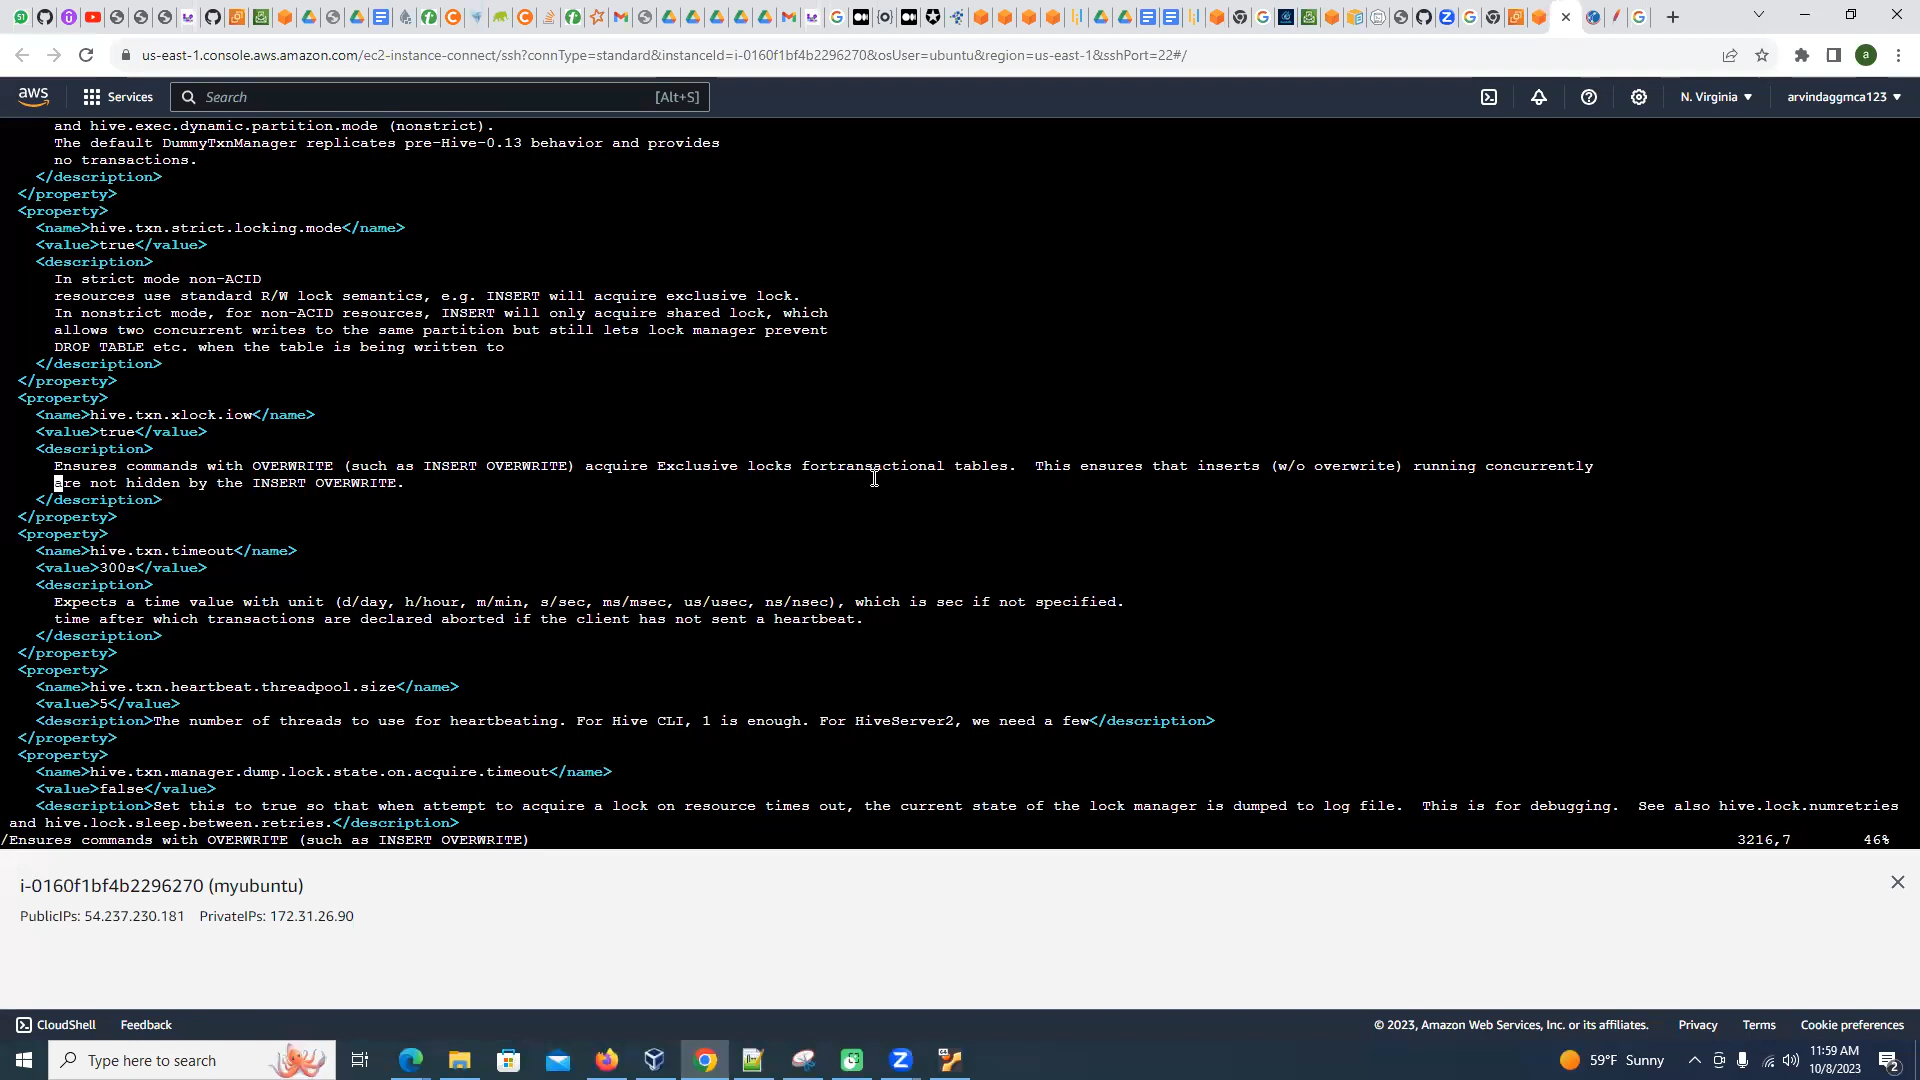 us-east-1.console.aws.amazon.com/ec2-instance-connect/ssh?connType=standard&instanceId=i-0160f1bf4b2296270&osUser=ubuntu&region=us-east-1&sshPort=22#/
a
aws Services Search [Alt+S] N. Virginia arvindaggmca123
and hive.exec.dynamic.partition.mode (nonstrict).
The default DummyTxnManager replicates pre-Hive-0.13 behavior and provides
no transactions.
</description>
</property>
<property>
<name>hive.txn.strict.locking.mode</name>
<value>true</value>
<description>
In strict mode non-ACID
resources use standard R/W lock semantics, e.g. INSERT will acquire exclusive lock.
In nonstrict mode, for non-ACID resources, INSERT will only acquire shared lock, which
allows two concurrent writes to the same partition but still lets lock manager prevent
DROP TABLE etc. when the table is being written to
</description>
</property>
<property>
<name>hive.txn.xlock.iow</name>
<value>true</value>
<description>
Ensures commands with OVERWRITE (such as INSERT OVERWRITE) acquire Exclusive locks fortransactional tables.  This ensures that inserts (w/o overwrite) running concurrently
are not hidden by the INSERT OVERWRITE.
</description>
</property>
<property>
<name>hive.txn.timeout</name>
<value>300s</value>
<description>
Expects a time value with unit (d/day, h/hour, m/min, s/sec, ms/msec, us/usec, ns/nsec), which is sec if not specified.
time after which transactions are declared aborted if the client has not sent a heartbeat.
</description>
</property>
<property>
<name>hive.txn.heartbeat.threadpool.size</name>
<value>5</value>
<description>The number of threads to use for heartbeating. For Hive CLI, 1 is enough. For HiveServer2, we need a few</description>
</property>
<property>
<name>hive.txn.manager.dump.lock.state.on.acquire.timeout</name>
<value>false</value>
<description>Set this to true so that when attempt to acquire a lock on resource times out, the current state of the lock manager is dumped to log file.  This is for debugging.  See also hive.lock.numretries
and hive.lock.sleep.between.retries.</description>
/Ensures commands with OVERWRITE (such as INSERT OVERWRITE) 3216,7 46%
i-0160f1bf4b2296270 (myubuntu)
PublicIPs: 54.237.230.181 PrivateIPs: 172.31.26.90
CloudShell Feedback © 2023, Amazon Web Services, Inc. or its affiliates. Privacy Terms Cookie preferences
Type here to search 59°F Sunny 11:59 AM
10/8/2023 2